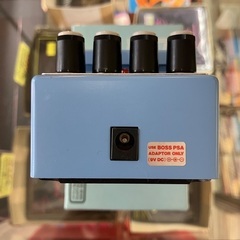 USE BOSS PSA
ADAPTOR ONLY
9V DC